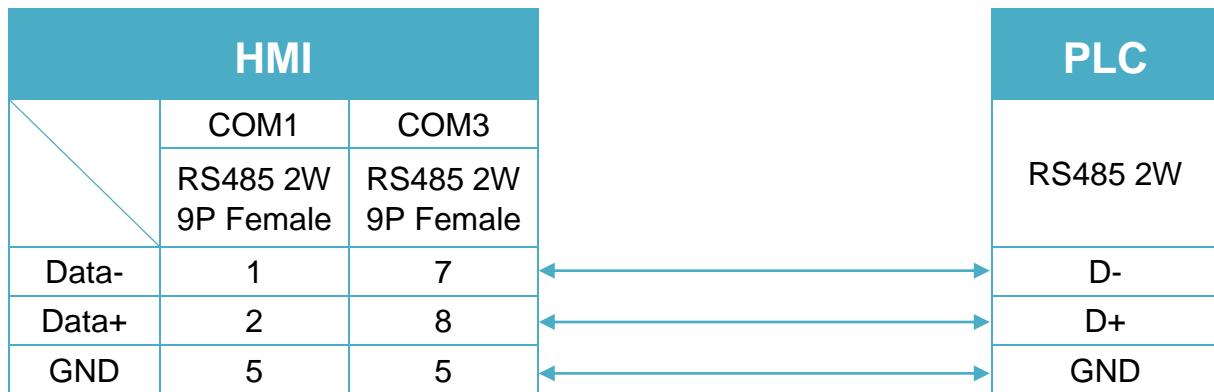 HMI PLC
COM1 COM3
RS485 2W
9P Female RS485 2W
9P Female RS485 2W
Data- 1 7 D-
Data+ 2 8 D+
GND 5 5 GND